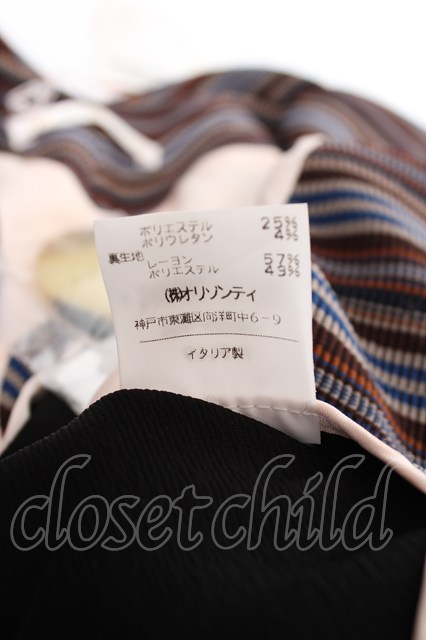 ポリエステル 25%
ポリウレタン 4%
裏生地
レーヨン 57%
ポリエステル 43%
(株)オリゾンティ
神戸市東灘区向洋町中6-9
イタリア製
closet child